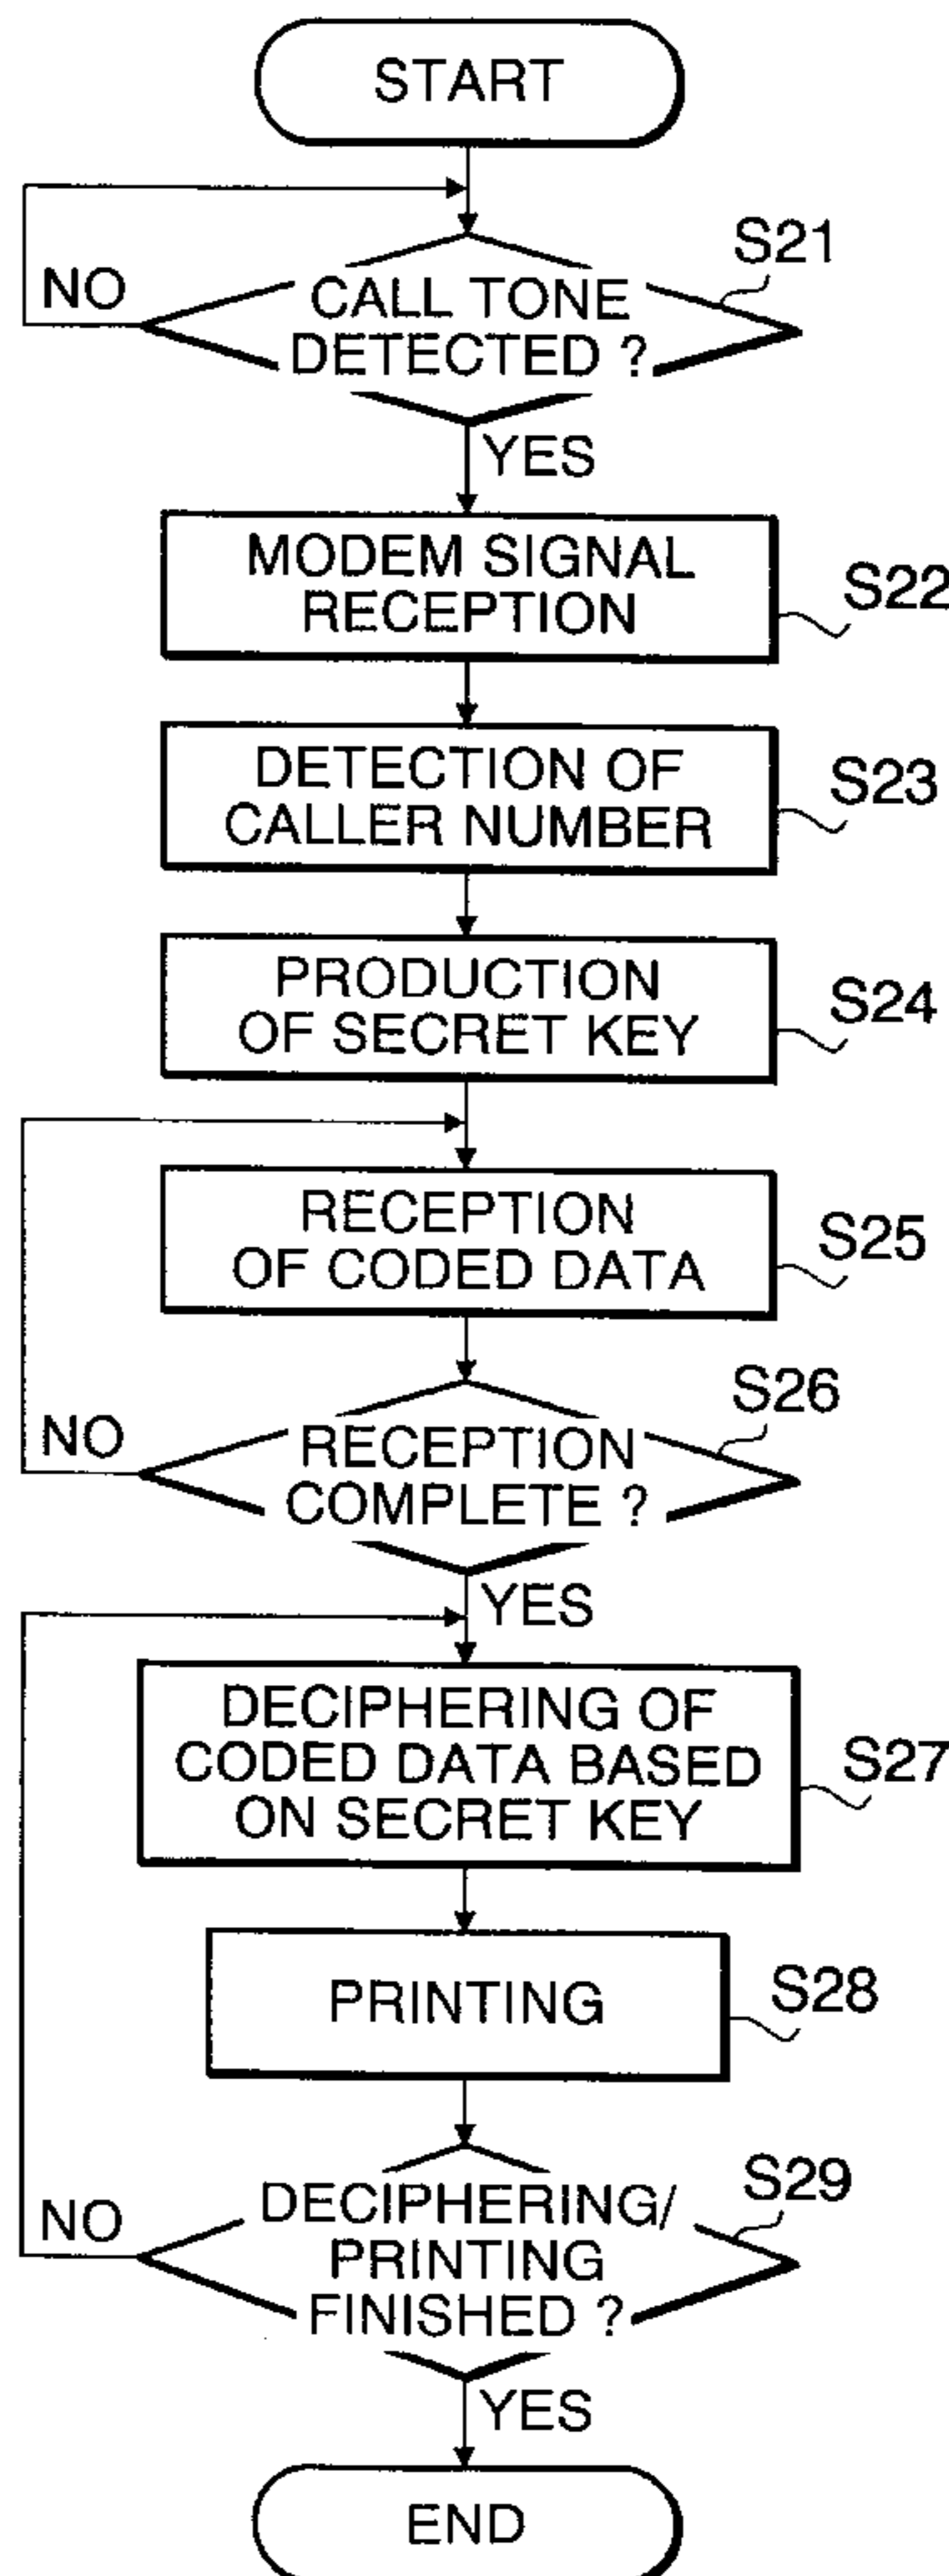 START
S21
NO
CALL TONE
DETECTED ?
YES
MODEM SIGNAL
RECEPTION
S22
DETECTION OF
CALLER NUMBER
S23
PRODUCTION
OF SECRET KEY
S24
RECEPTION
OF CODED DATA
S25
S26
NO
RECEPTION
COMPLETE ?
YES
DECIPHERING OF
CODED DATA BASED
ON SECRET KEY
S27
PRINTING
S28
S29
NO
DECIPHERING/
PRINTING
FINISHED ?
YES
END